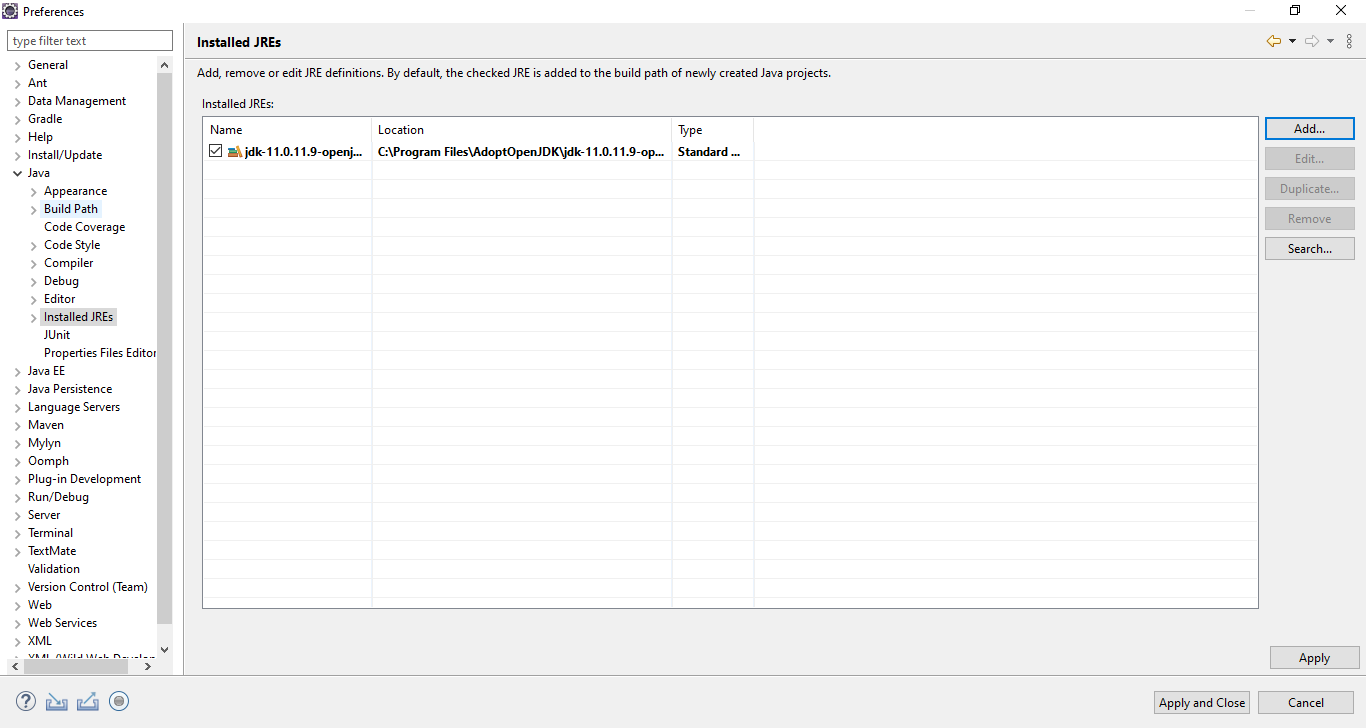 Preferences
type filter text
General
Ant
Data Management
Gradle
Help
Install/Update
Java
Appearance
Build Path
Code Coverage
Code Style
Compiler
Debug
Editor
Installed JREs
JUnit
Properties Files Editor
Java EE
Java Persistence
Language Servers
Maven
Mylyn
Oomph
Plug-in Development
Run/Debug
Server
Terminal
TextMate
Validation
Version Control (Team)
Web
Web Services
XML
Installed JREs
Add, remove or edit JRE definitions. By default, the checked JRE is added to the build path of newly created Java projects.
Installed JREs:
Name Location Type
jdk-11.0.11.9-openj... C:\Program Files\AdoptOpenJDK\jdk-11.0.11.9-op... Standard ...
Add...
Edit...
Duplicate...
Remove
Search...
Apply
Apply and Close Cancel